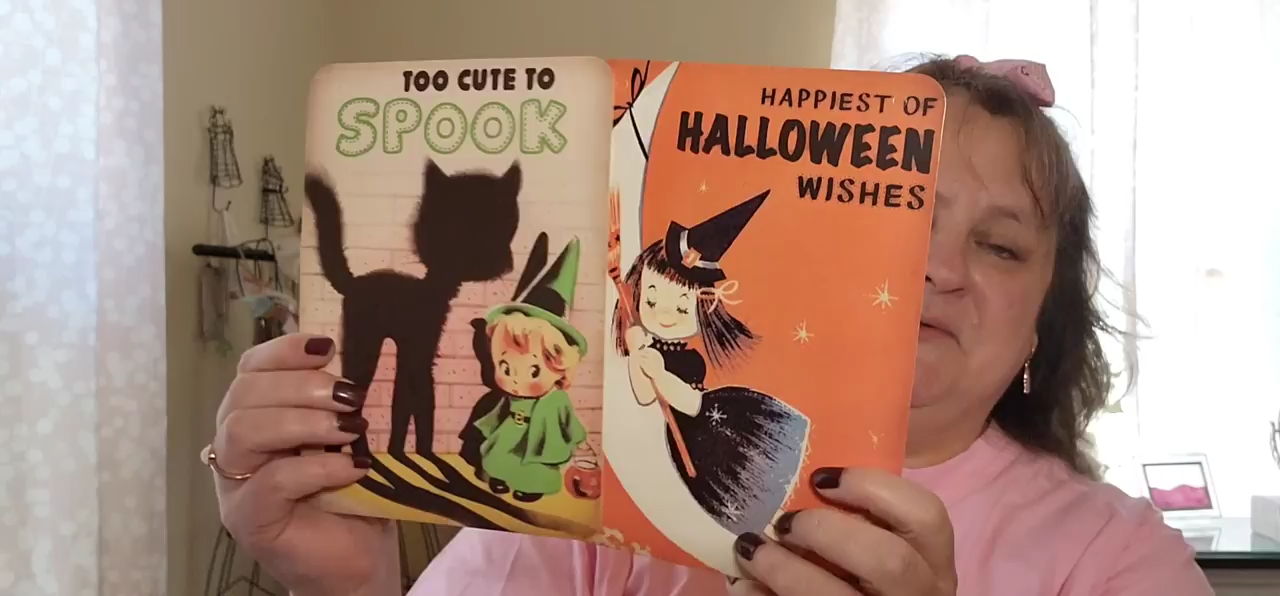 TOO CUTE TO
SPOOK
HAPPIEST OF
HALLOWEEN
WISHES